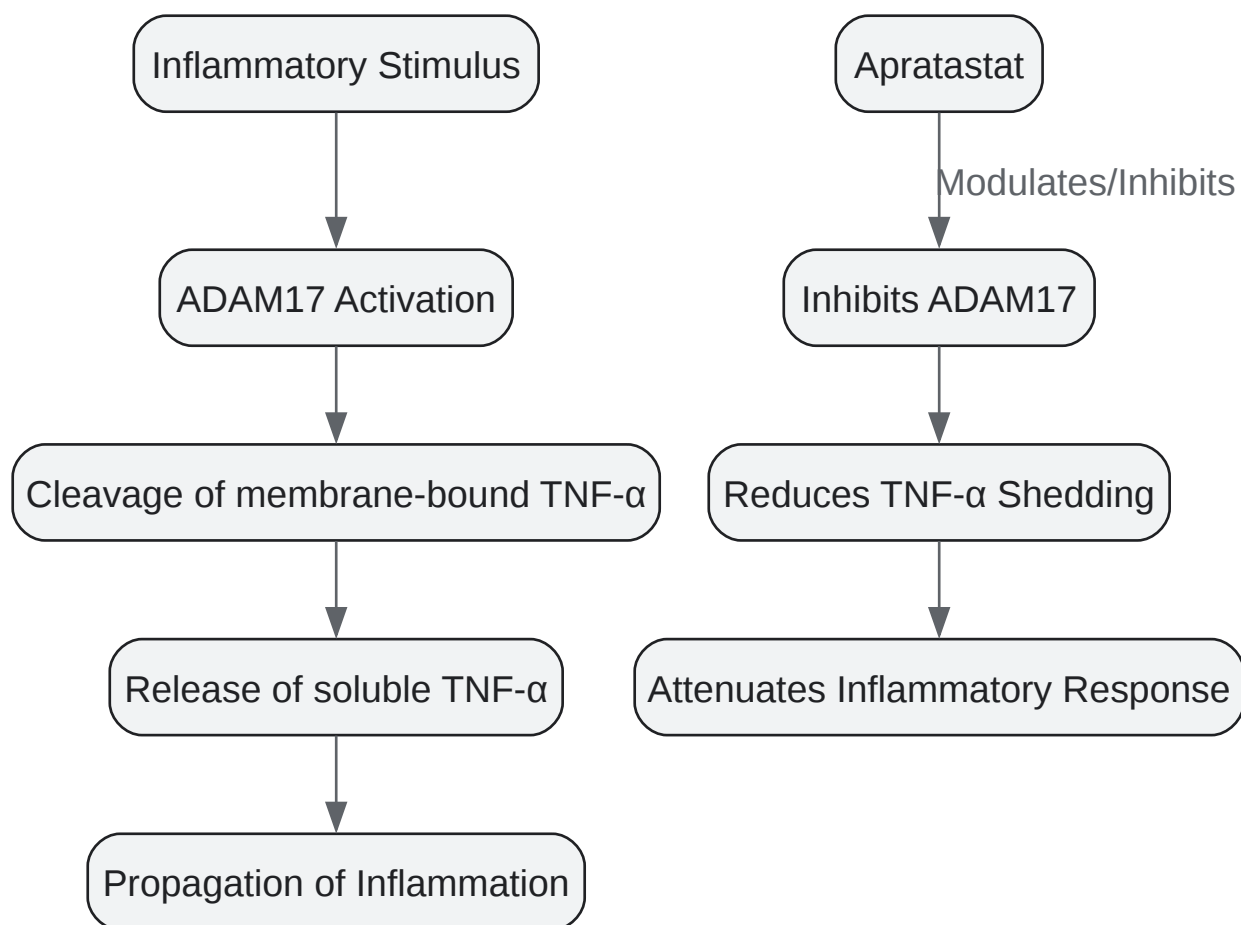 Inflammatory Stimulus
Apratastat
Modulates/Inhibits
ADAM17 Activation
Inhibits ADAM17
Cleavage of membrane-bound TNF-α
Reduces TNF-α Shedding
Release of soluble TNF-α
Attenuates Inflammatory Response
Propagation of Inflammation